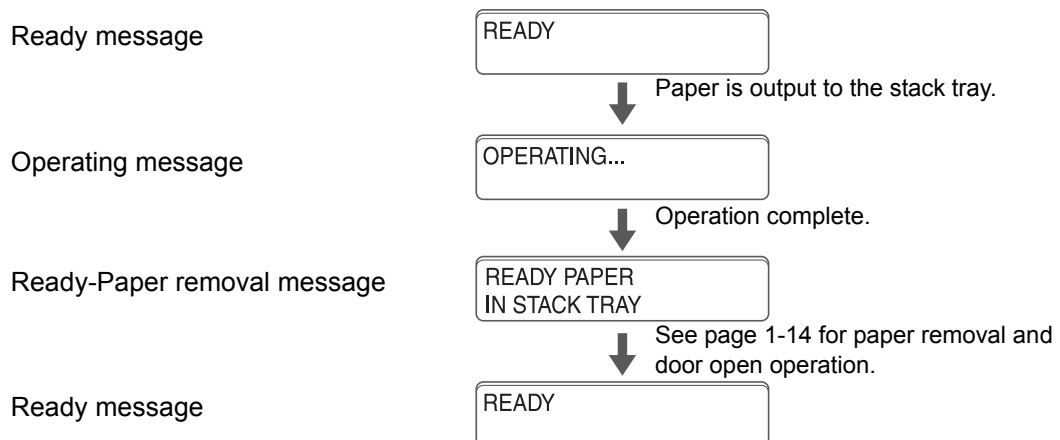 Ready message
READY
Paper is output to the stack tray.
Operating message
OPERATING...
Operation complete.
Ready-Paper removal message
READY PAPER
IN STACK TRAY
See page 1-14 for paper removal and
door open operation.
Ready message
READY